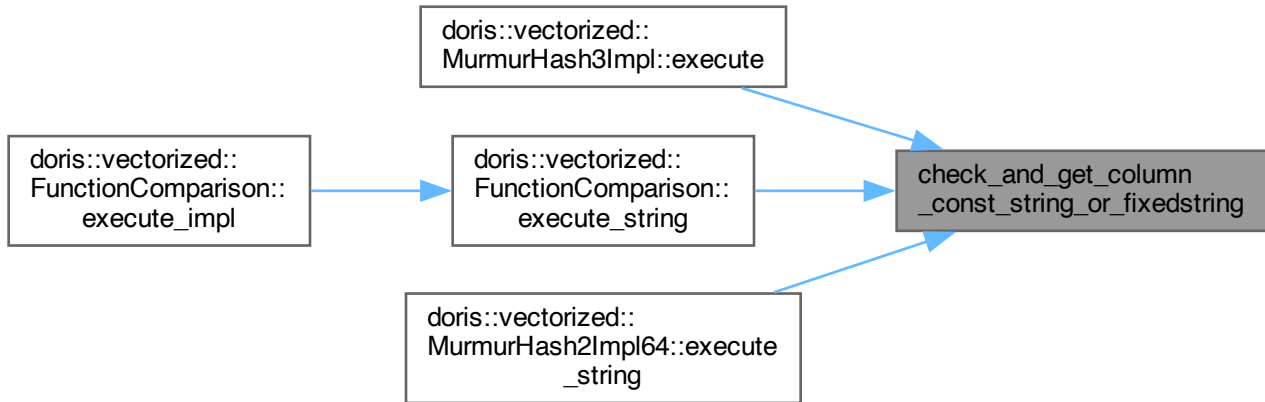 doris::vectorized::
MurmurHash3Impl::execute
doris::vectorized::
FunctionComparison::
execute_impl
doris::vectorized::
FunctionComparison::
execute_string
check_and_get_column
_const_string_or_fixedstring
doris::vectorized::
MurmurHash2Impl64::execute
_string